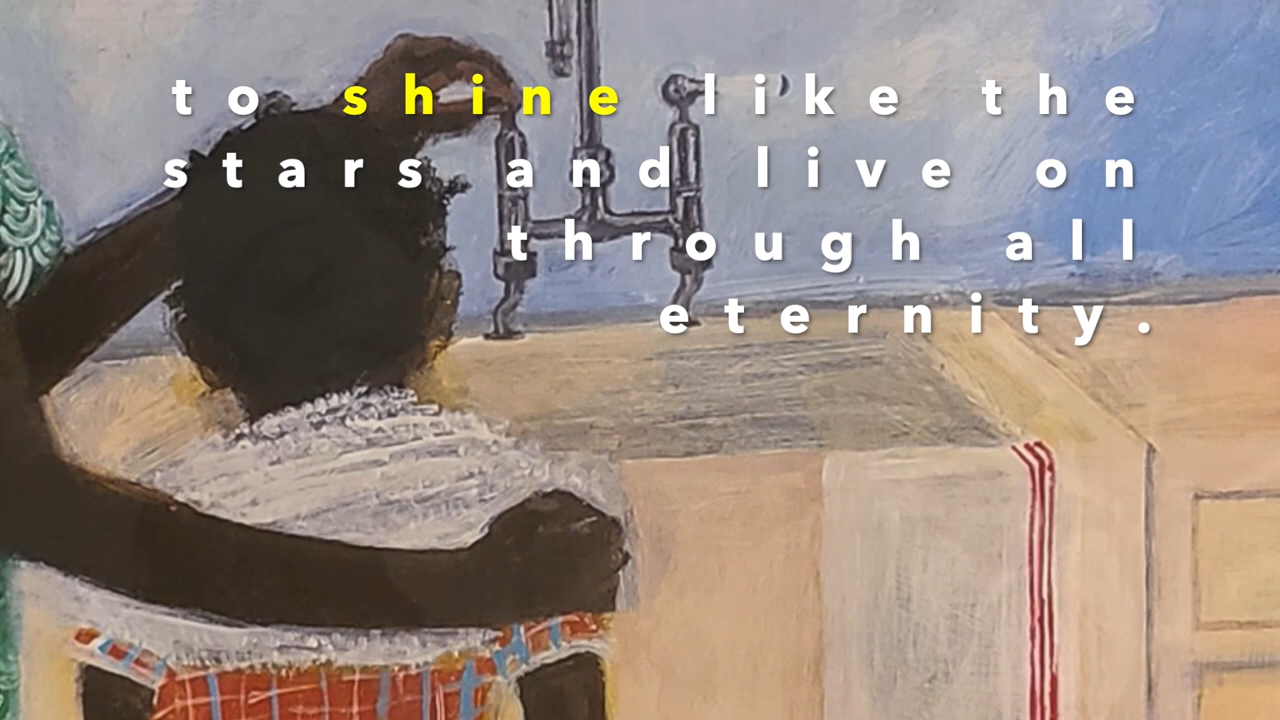 to shine like the
stars and live on
through all
eternity.